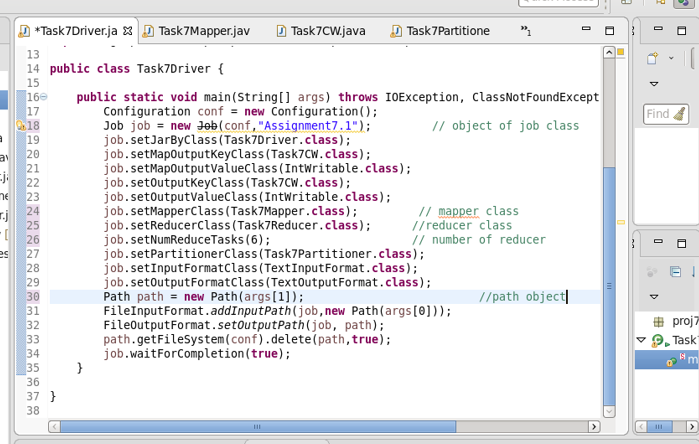 *Task7Driver.ja
Task7Mapper.jav
Task7CW.java
Task7Partitione
»1
13
14 public class Task7Driver {
15
16 public static void main(String[] args) throws IOException, ClassNotFoundExcept
17 Configuration conf = new Configuration();
18 Job job = new Job(conf,"Assignment7.1"); // object of job class
19 job.setJarByClass(Task7Driver.class);
20 job.setMapOutputKeyClass(Task7CW.class);
21 job.setMapOutputValueClass(IntWritable.class);
22 job.setOutputKeyClass(Task7CW.class);
23 job.setOutputValueClass(IntWritable.class);
24 job.setMapperClass(Task7Mapper.class); // mapper class
25 job.setReducerClass(Task7Reducer.class); //reducer class
26 job.setNumReduceTasks(6); // number of reducer
27 job.setPartitionerClass(Task7Partitioner.class);
28 job.setInputFormatClass(TextInputFormat.class);
29 job.setOutputFormatClass(TextOutputFormat.class);
30 Path path = new Path(args[1]); //path object
31 FileInputFormat.addInputPath(job,new Path(args[0]));
32 FileOutputFormat.setOutputPath(job, path);
33 path.getFileSystem(conf).delete(path,true);
34 job.waitForCompletion(true);
35 }
36
37 }
38
Find
proj7
Task
m